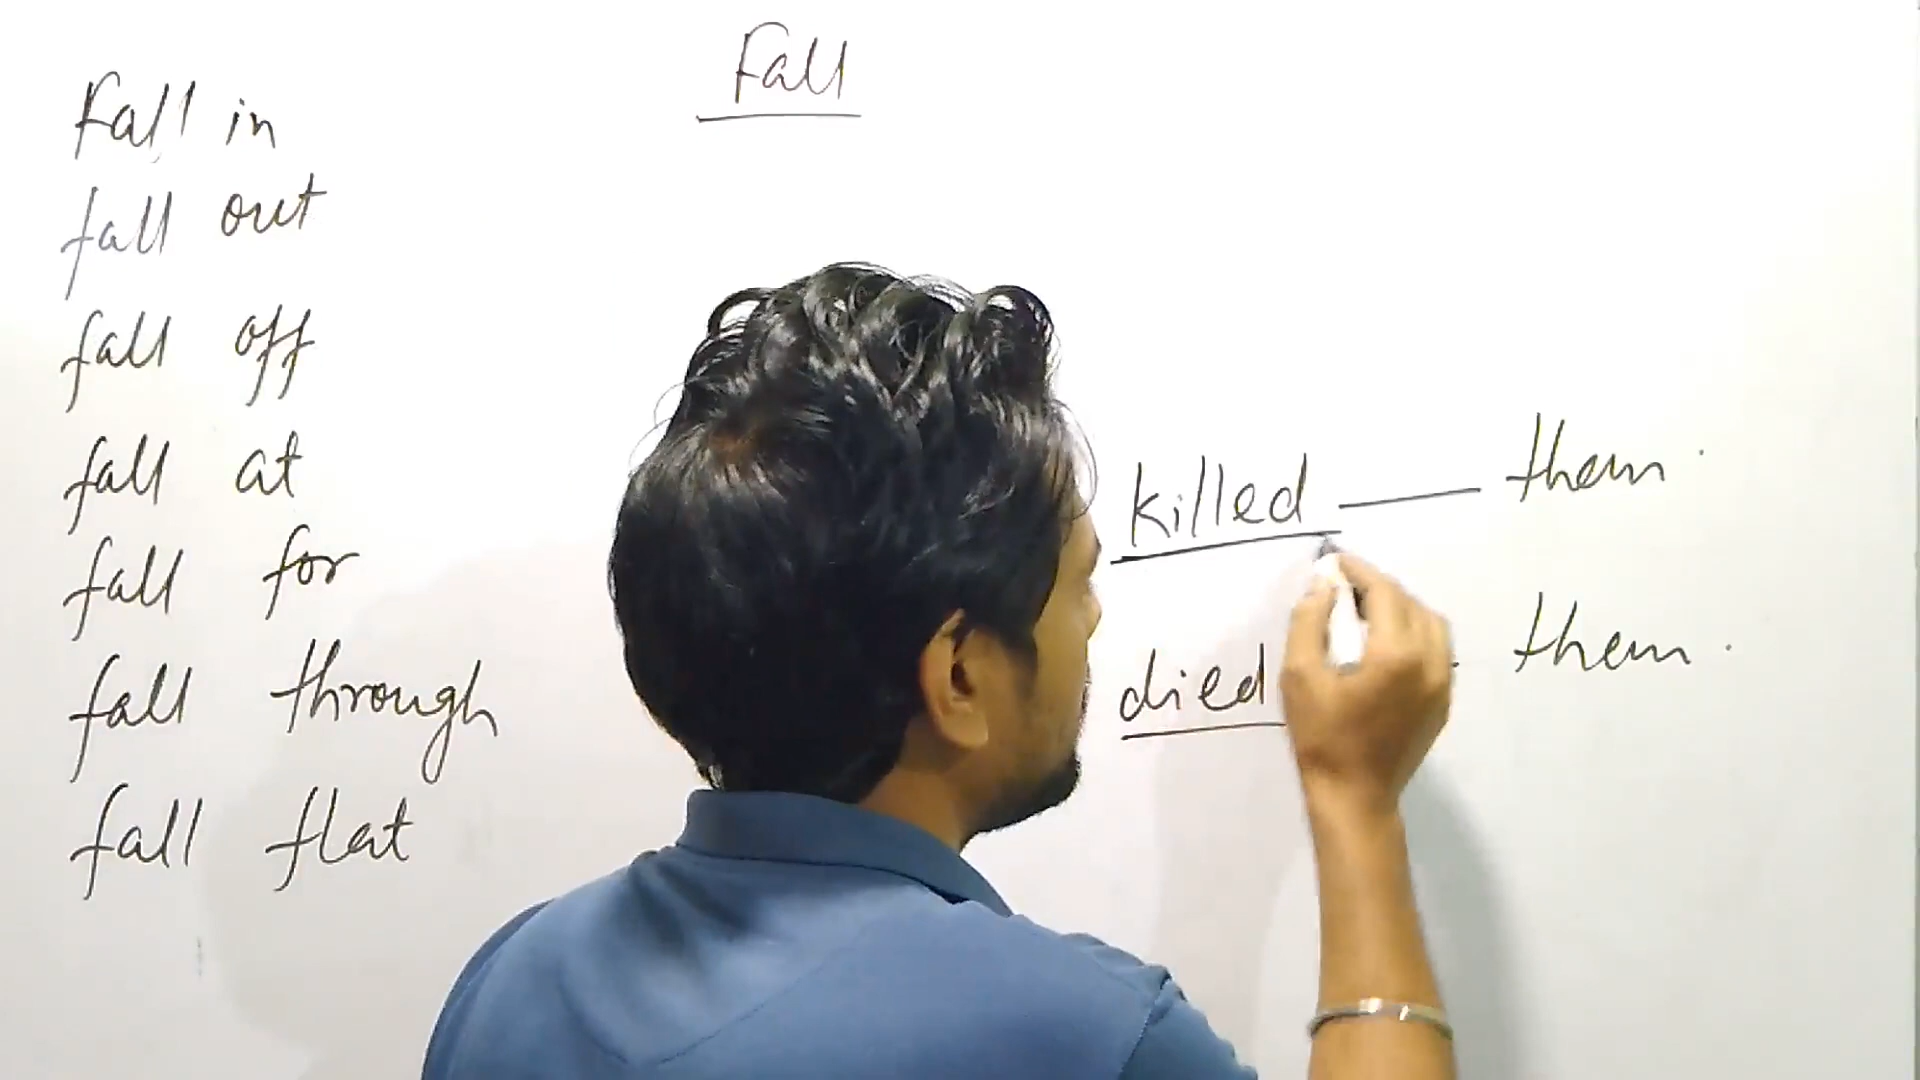 Fall
Fall in
fall out
fall off
fall at
fall for
fall through
fall flat
killed — them.
died them.